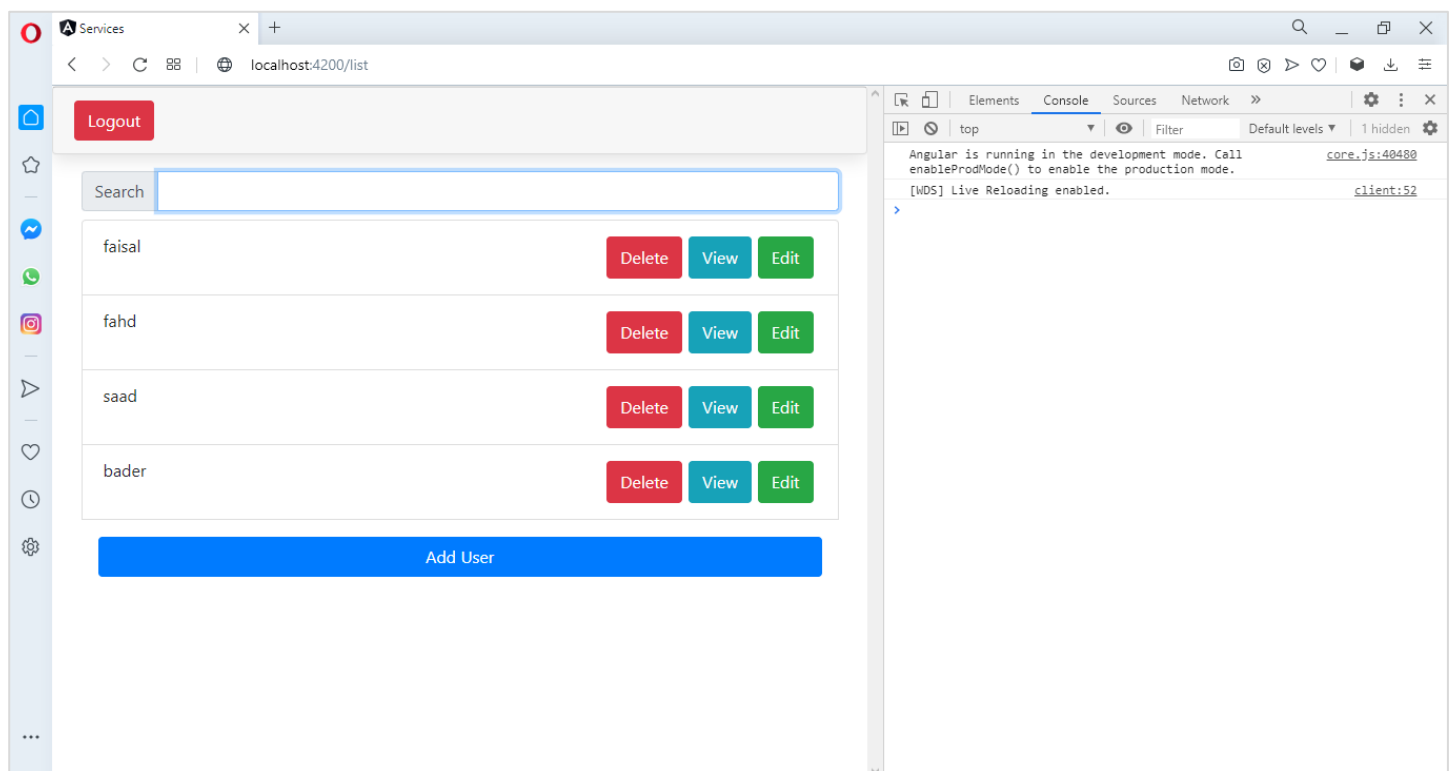 Services
localhost:4200/list
Logout
Search
faisal Delete View Edit
fahd Delete View Edit
saad Delete View Edit
bader Delete View Edit
Add User
Elements Console Sources Network »
top Filter Default levels ▼ 1 hidden
Angular is running in the development mode. Call core.js:40480
enableProdMode() to enable the production mode.
[WDS] Live Reloading enabled. client:52
>